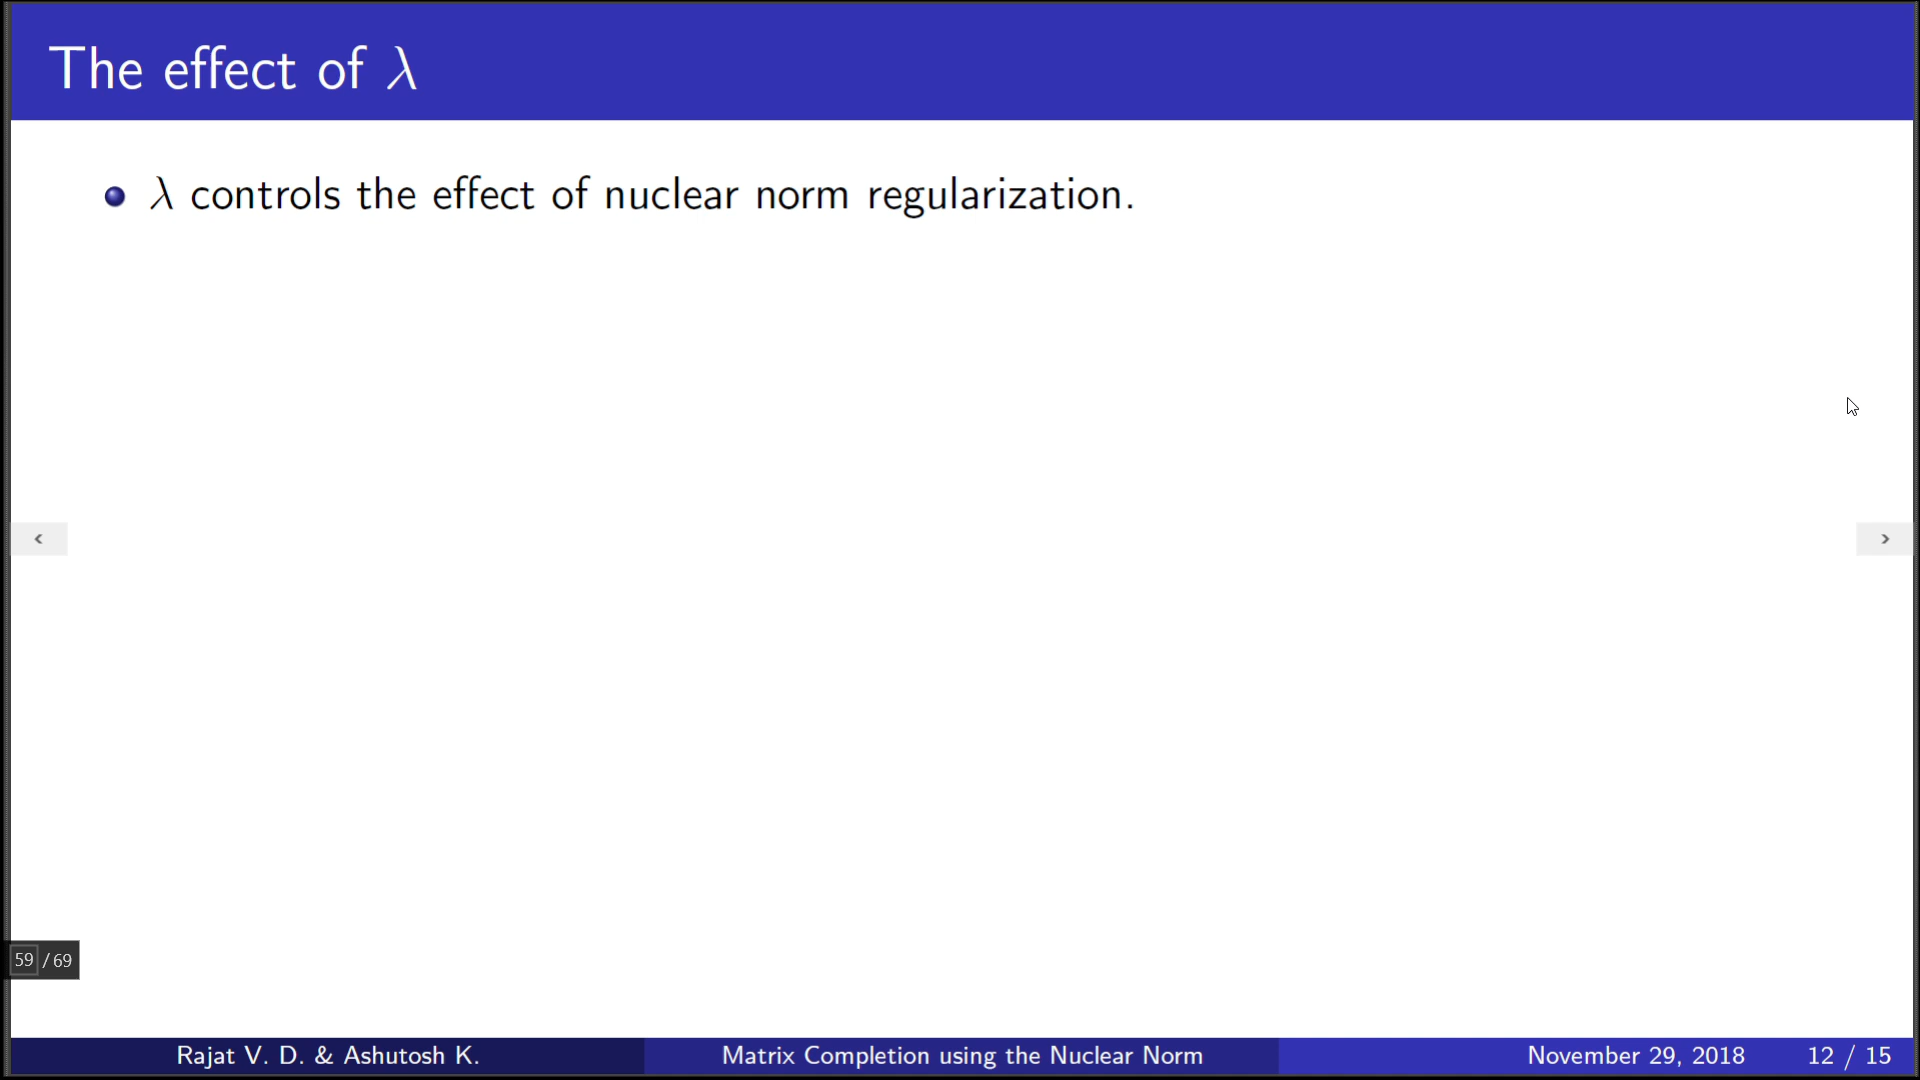 The effect of λ
λ controls the effect of nuclear norm regularization.
‹
›
59 / 69
Rajat V. D. & Ashutosh K. Matrix Completion using the Nuclear Norm November 29, 2018 12 / 15